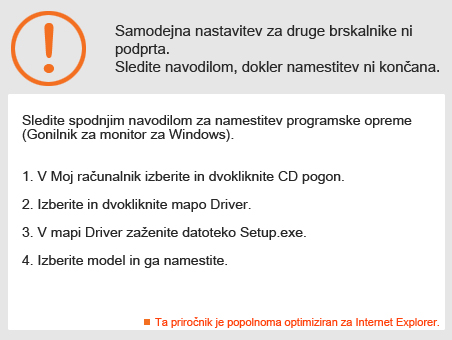 Samodejna nastavitev za druge brskalnike ni
podprta.
Sledite navodilom, dokler namestitev ni končana.
Sledite spodnjim navodilom za namestitev programske opreme
(Gonilnik za monitor za Windows).
1. V Moj računalnik izberite in dvokliknite CD pogon.
2. Izberite in dvokliknite mapo Driver.
3. V mapi Driver zaženite datoteko Setup.exe.
4. Izberite model in ga namestite.
Ta priročnik je popolnoma optimiziran za Internet Explorer.